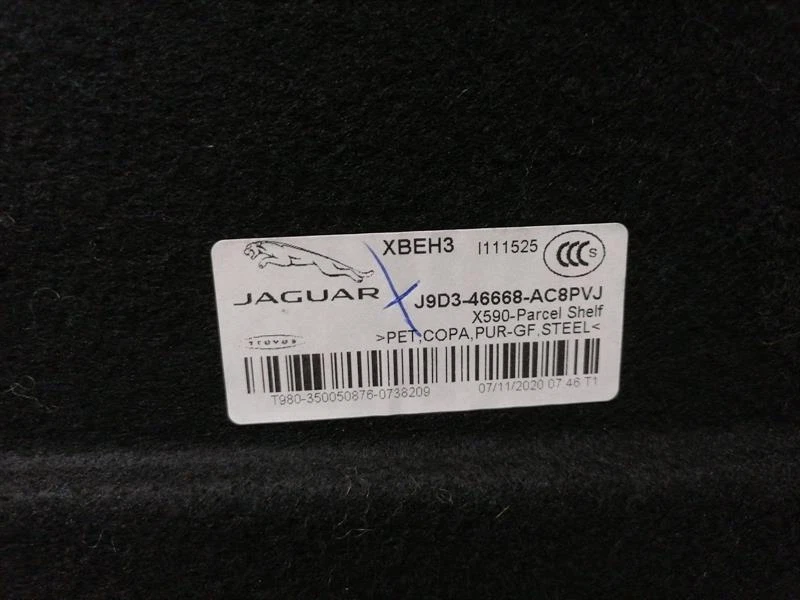 XBEH3 I111525 CCC S
JAGUAR J9D3-46668-AC8PVJ
X590-Parcel Shelf
>PET,COPA,PUR-GF,STEEL<
T980-350050876-0738209 07/11/2020 07 46 T1